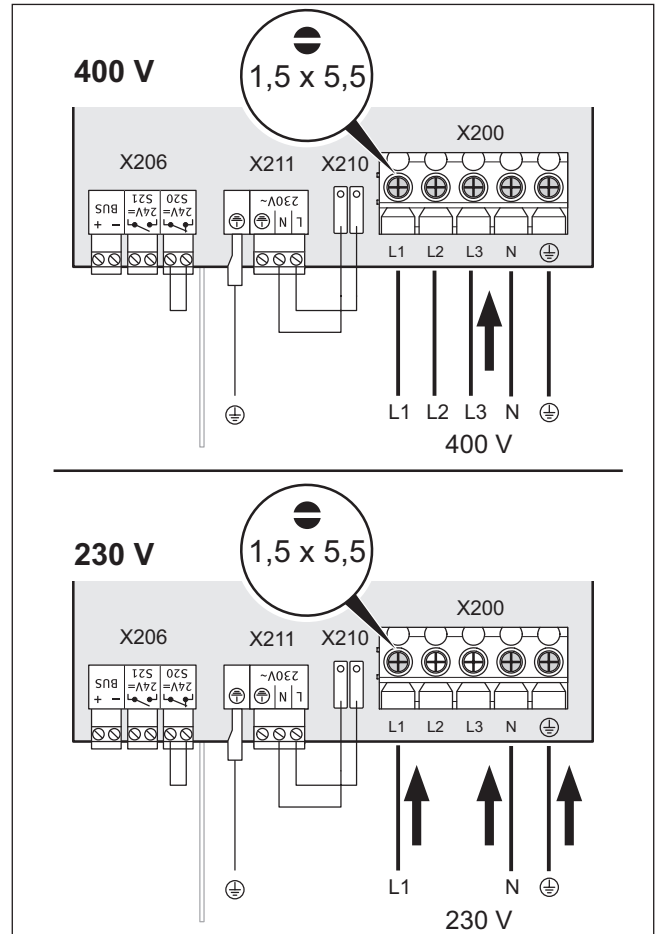 400 V
1,5 x 5,5
X200
X206
X211
X210
BUS
+ −
S21
24V=
S20
24V=
230V~
N L
L1 L2 L3 N
L1 L2 L3 N
400 V
230 V
1,5 x 5,5
X200
X206
X211
X210
BUS
+ −
S21
24V=
S20
24V=
230V~
N L
L1 L2 L3 N
L1 N
230 V